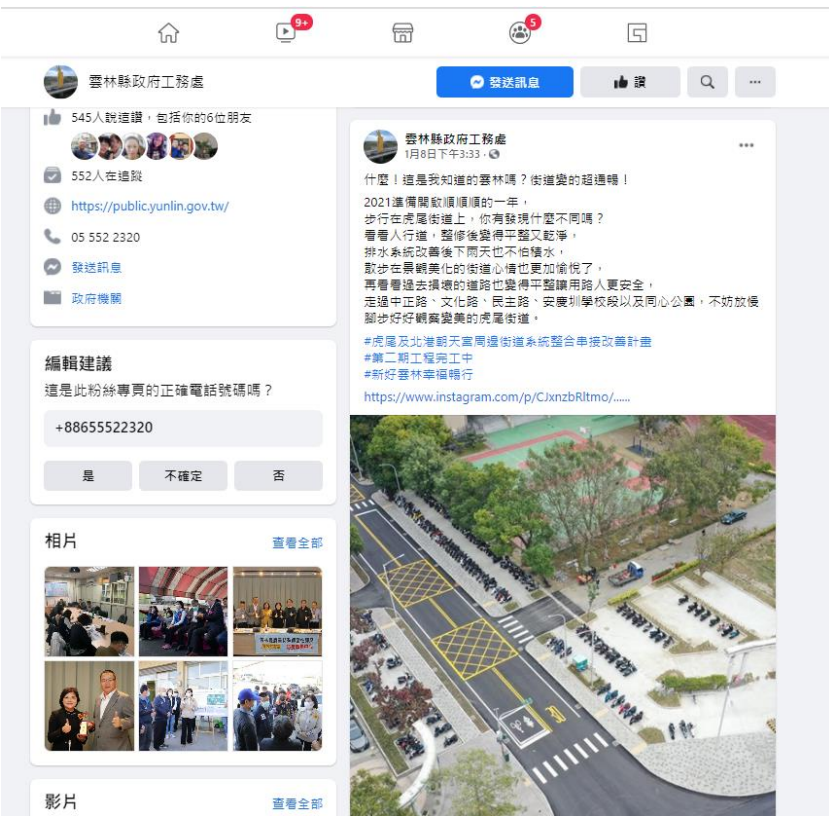 9+
5
雲林縣政府工務處
發送訊息
讚
545人說這讚，包括你的6位朋友
552人在追蹤
https://public.yunlin.gov.tw/
05 552 2320
發送訊息
政府機關
編輯建議
這是此粉絲專頁的正確電話號碼嗎？
+88655522320
是
不確定
否
相片
查看全部
影片
查看全部
雲林縣政府工務處
1月8日下午3:33 ·
什麼！這是我知道的雲林嗎？街道變的超通暢！
2021準備開啟順順順的一年，
步行在虎尾街道上，你有發現什麼不同嗎？
看看人行道，整修後變得平整又乾淨，
排水系統改善後下雨天也不怕積水，
散步在景觀美化的街道心情也更加愉悅了，
再看看過去損壞的道路也變得平整讓用路人更安全，
走過中正路、文化路、民主路、安慶圳學校段以及同心公園，不妨放慢
腳步好好觀察變美的虎尾街道。
#虎尾及北港朝天宮周邊街道系統整合串接改善計畫
#第二期工程完工中
#新好雲林幸福暢行
https://www.instagram.com/p/CJxnzbRltmo/......